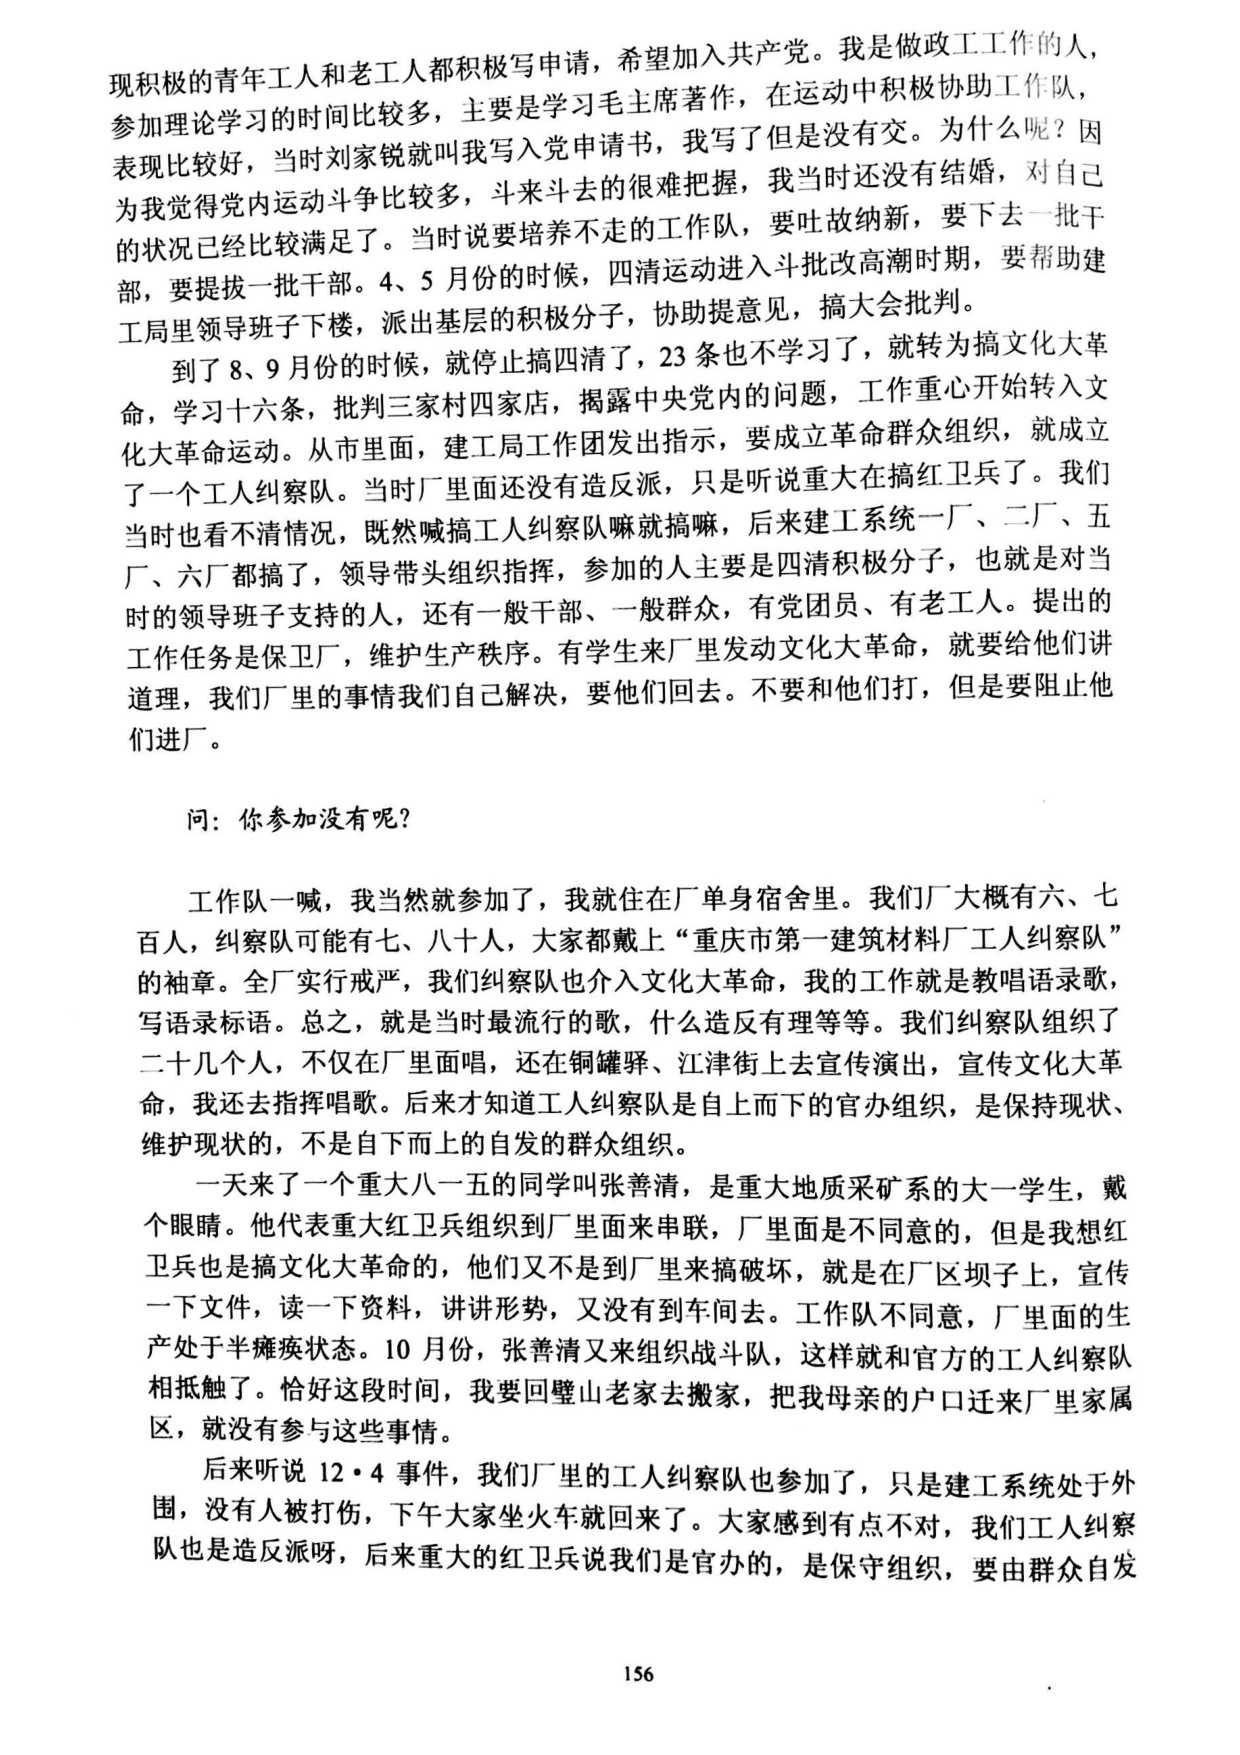 现积极的青年工人和老工人都积极写申请，希望加入共产党。我是做政工工作的人，
参加理论学习的时间比较多，主要是学习毛主席著作，在运动中积极协助工作队，
表现比较好，当时刘家锐就叫我写入党申请书，我写了但是没有交。为什么呢？因
为我觉得党内运动斗争比较多，斗来斗去的很难把握，我当时还没有结婚，对自己
的状况已经比较满足了。当时说要培养不走的工作队，要吐故纳新，要下去一批干
部，要提拔一批干部。4、5 月份的时候，四清运动进入斗批改高潮时期，要帮助建
工局里领导班子下楼，派出基层的积极分子，协助提意见，搞大会批判。
到了 8、9 月份的时候，就停止搞四清了，23 条也不学习了，就转为搞文化大革
命，学习十六条，批判三家村四家店，揭露中央党内的问题，工作重心开始转入文
化大革命运动。从市里面，建工局工作团发出指示，要成立革命群众组织，就成立
了一个工人纠察队。当时厂里面还没有造反派，只是听说重大在搞红卫兵了。我们
当时也看不清情况，既然喊搞工人纠察队嘛就搞嘛，后来建工系统一厂、二厂、五
厂、六厂都搞了，领导带头组织指挥，参加的人主要是四清积极分子，也就是对当
时的领导班子支持的人，还有一般干部、一般群众，有党团员、有老工人。提出的
工作任务是保卫厂，维护生产秩序。有学生来厂里发动文化大革命，就要给他们讲
道理，我们厂里的事情我们自己解决，要他们回去。不要和他们打，但是要阻止他
们进厂。
问：你参加没有呢？
工作队一喊，我当然就参加了，我就住在厂单身宿舍里。我们厂大概有六、七
百人，纠察队可能有七、八十人，大家都戴上“重庆市第一建筑材料厂工人纠察队”
的袖章。全厂实行戒严，我们纠察队也介入文化大革命，我的工作就是教唱语录歌，
写语录标语。总之，就是当时最流行的歌，什么造反有理等等。我们纠察队组织了
二十几个人，不仅在厂里面唱，还在铜罐驿、江津街上去宣传演出，宣传文化大革
命，我还去指挥唱歌。后来才知道工人纠察队是自上而下的官办组织，是保持现状、
维护现状的，不是自下而上的自发的群众组织。
一天来了一个重大八一五的同学叫张善清，是重大地质采矿系的大一学生，戴
个眼睛。他代表重大红卫兵组织到厂里面来串联，厂里面是不同意的，但是我想红
卫兵也是搞文化大革命的，他们又不是到厂里来搞破坏，就是在厂区坝子上，宣传
一下文件，读一下资料，讲讲形势，又没有到车间去。工作队不同意，厂里面的生
产处于半瘫痪状态。10 月份，张善清又来组织战斗队，这样就和官方的工人纠察队
相抵触了。恰好这段时间，我要回璧山老家去搬家，把我母亲的户口迁来厂里家属
区，就没有参与这些事情。
后来听说 12·4 事件，我们厂里的工人纠察队也参加了，只是建工系统处于外
围，没有人被打伤，下午大家坐火车就回来了。大家感到有点不对，我们工人纠察
队也是造反派呀，后来重大的红卫兵说我们是官办的，是保守组织，要由群众自发
156